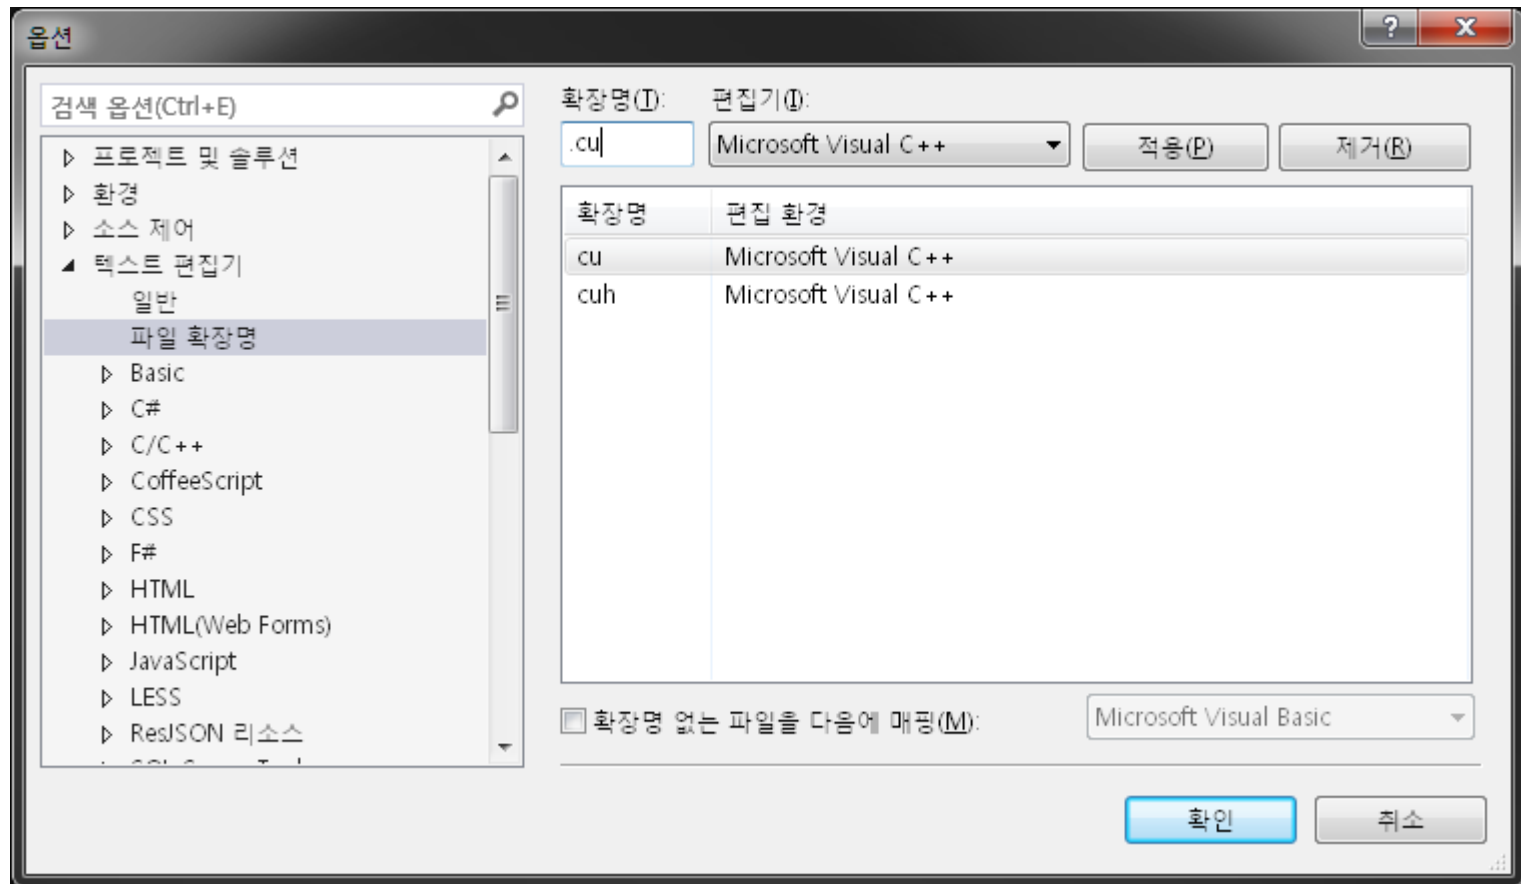 옵션
검색 옵션(Ctrl+E)
프로젝트 및 솔루션
환경
소스 제어
텍스트 편집기
일반
파일 확장명
Basic
C#
C/C++
CoffeeScript
CSS
F#
HTML
HTML(Web Forms)
JavaScript
LESS
ResJSON 리소스
확장명(T): 편집기(I):
.cu Microsoft Visual C++ 적용(P) 제거(R)
확장명 편집 환경
cu Microsoft Visual C++
cuh Microsoft Visual C++
확장명 없는 파일을 다음에 매핑(M): Microsoft Visual Basic
확인 취소